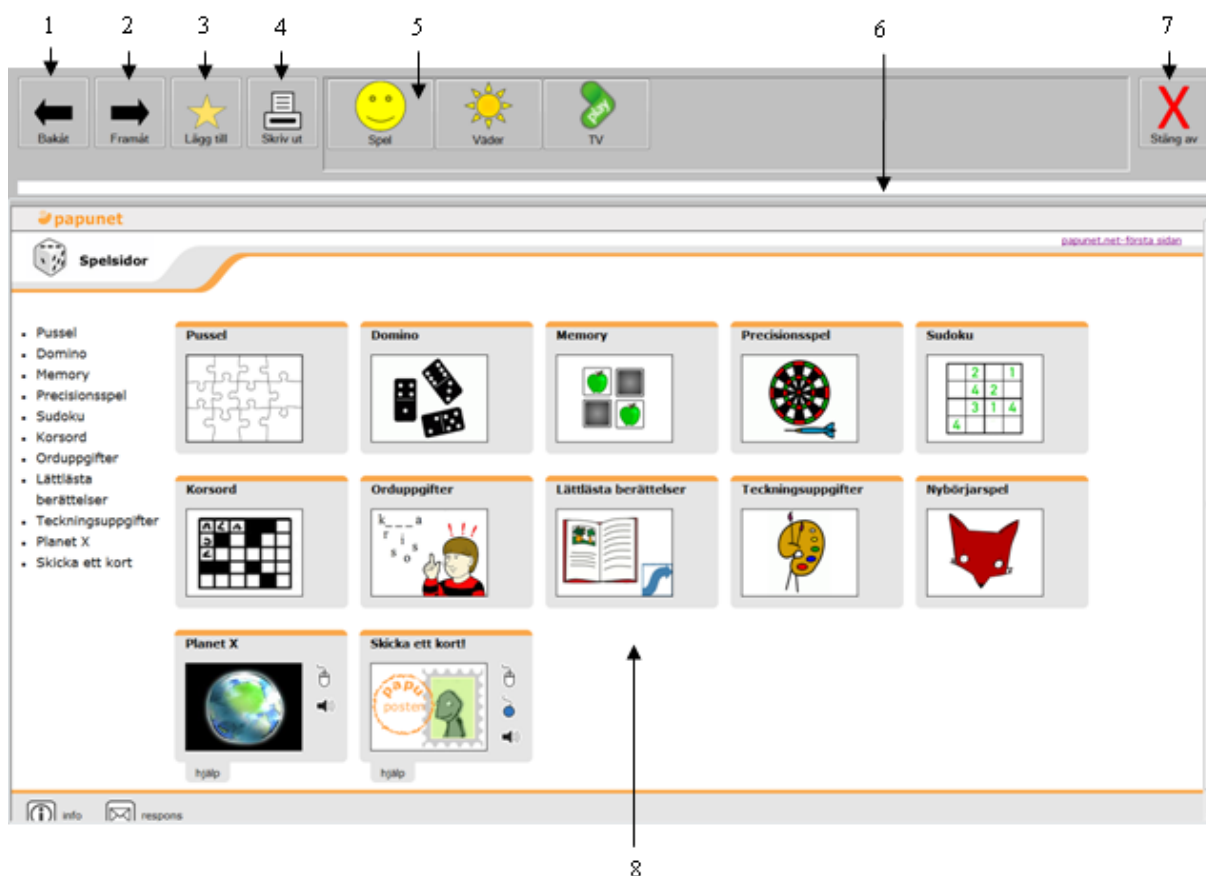 1 2 3 4 5 6 7
Bakåt Framåt Lägg till Skriv ut Spel Väder TV Stäng av
play
papunet
papunet.net-första sidan
Spelsidor
Pussel
Domino
Memory
Precisionsspel
Sudoku
Korsord
Orduppgifter
Lättlästa
berättelser
Teckningsuppgifter
Planet X
Skicka ett kort
Pussel Domino Memory Precisionsspel Sudoku
2 1
4 2
3 1 4
4
Korsord Orduppgifter Lättlästa berättelser Teckningsuppgifter Nybörjarspel
k _ _ _ a
r i s o s
Planet X Skicka ett kort!
papu
posten
hjälp hjälp
info respons
8